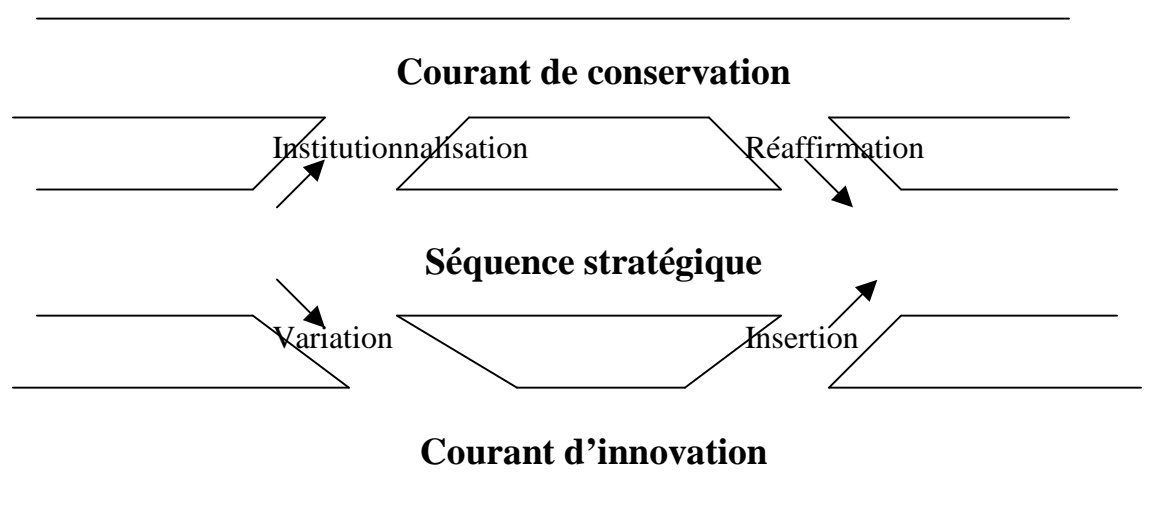 Courant de conservation
Institutionnalisation Réaffirmation
Séquence stratégique
Variation Insertion
Courant d’innovation